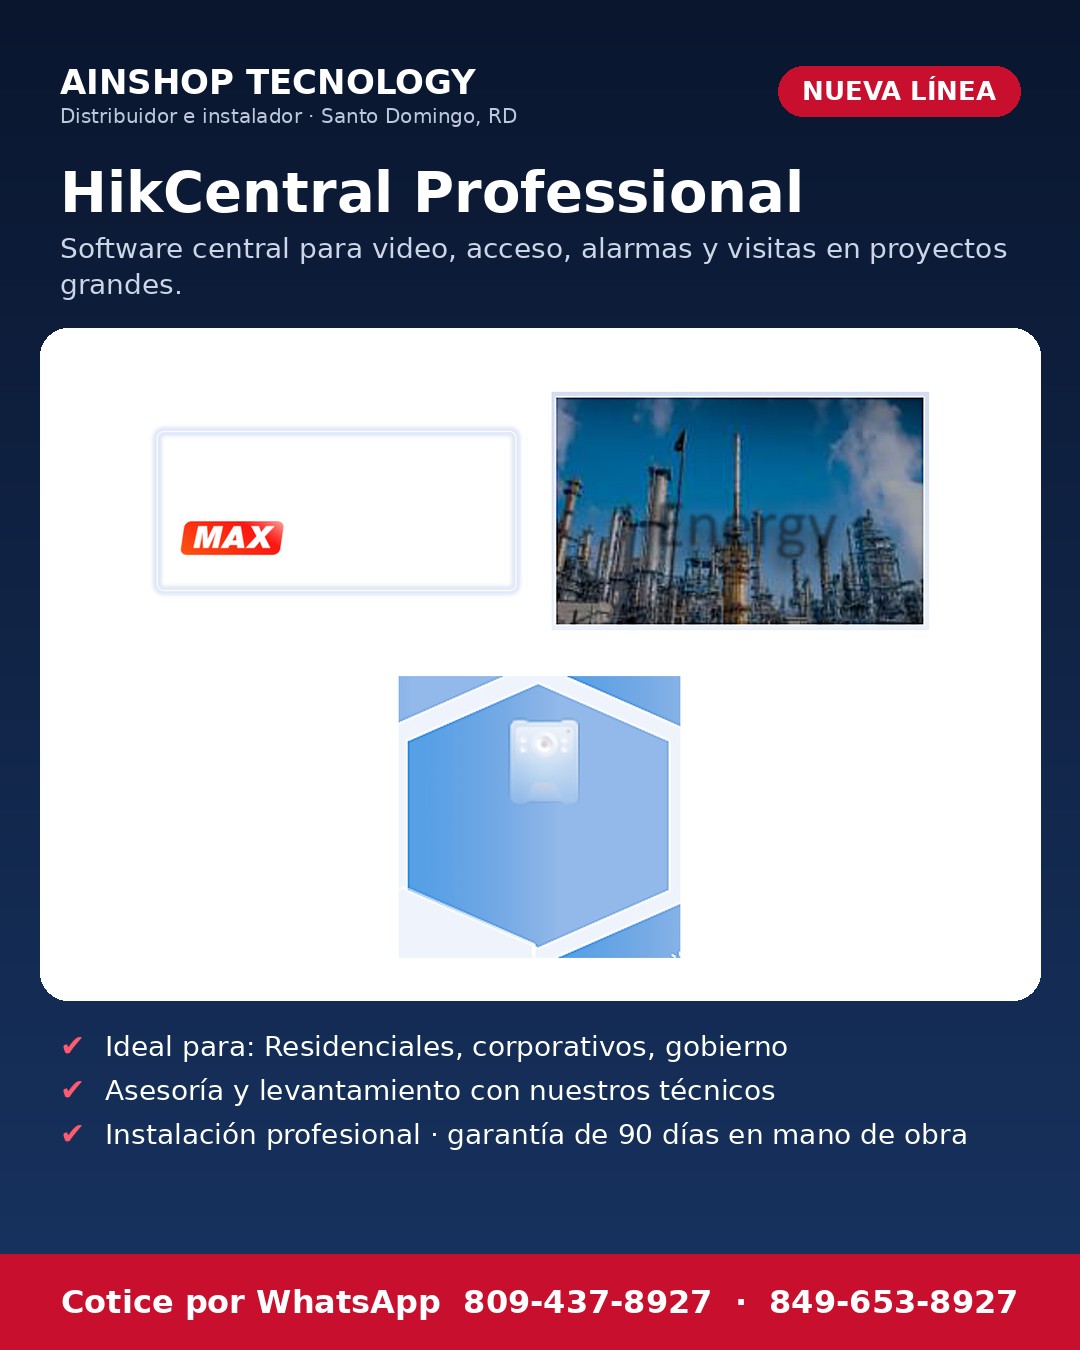 AINSHOP TECNOLOGY
Distribuidor e instalador · Santo Domingo, RD
NUEVA LÍNEA
HikCentral Professional
Software central para video, acceso, alarmas y visitas en proyectos
grandes.
MAX
Energy
✔ Ideal para: Residenciales, corporativos, gobierno
✔ Asesoría y levantamiento con nuestros técnicos
✔ Instalación profesional · garantía de 90 días en mano de obra
Cotice por WhatsApp 809-437-8927 · 849-653-8927